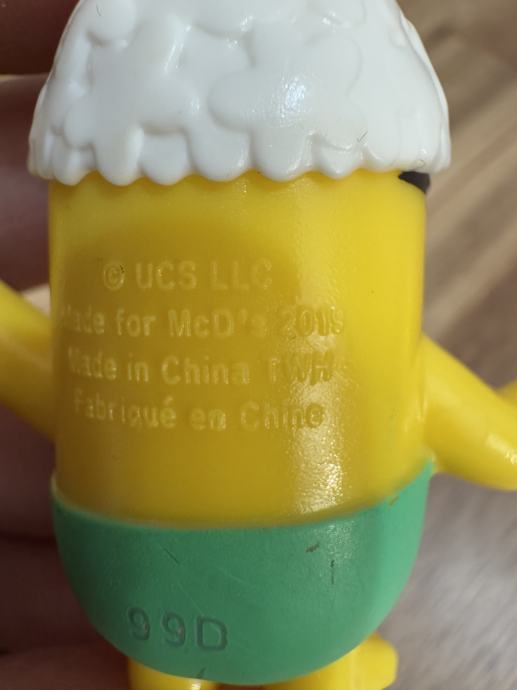 © UCS LLC
Made for McD's 2019
Made in China TWH
Fabriqué en Chine
99D